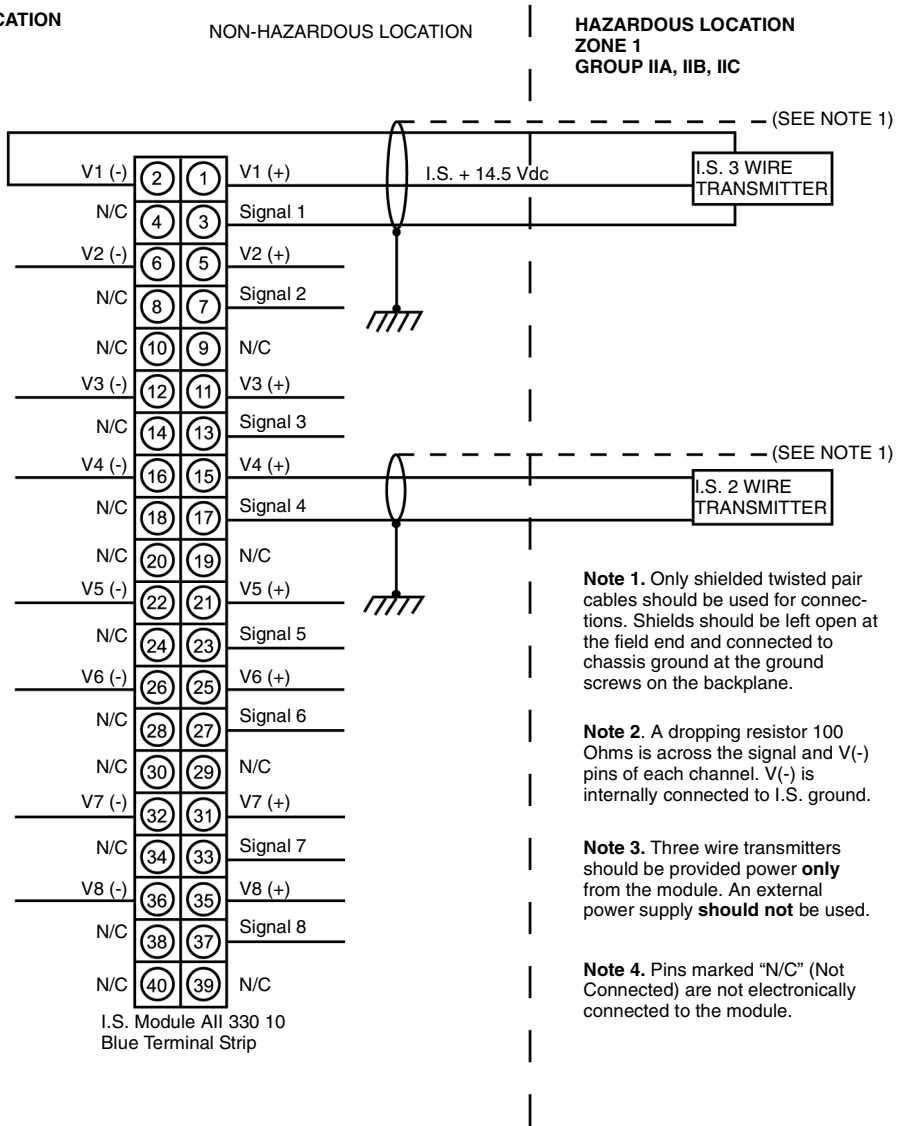 CATION
NON-HAZARDOUS LOCATION
HAZARDOUS LOCATION
ZONE 1
GROUP IIA, IIB, IIC
(SEE NOTE 1)
V1 (-) 2 1 V1 (+)
I.S. + 14.5 Vdc
I.S. 3 WIRE
TRANSMITTER
N/C 4 3 Signal 1
V2 (-) 6 5 V2 (+)
N/C 8 7 Signal 2
N/C 10 9 N/C
V3 (-) 12 11 V3 (+)
N/C 14 13 Signal 3
(SEE NOTE 1)
V4 (-) 16 15 V4 (+)
I.S. 2 WIRE
TRANSMITTER
N/C 18 17 Signal 4
N/C 20 19 N/C
V5 (-) 22 21 V5 (+)
N/C 24 23 Signal 5
V6 (-) 26 25 V6 (+)
N/C 28 27 Signal 6
N/C 30 29 N/C
V7 (-) 32 31 V7 (+)
N/C 34 33 Signal 7
V8 (-) 36 35 V8 (+)
N/C 38 37 Signal 8
N/C 40 39 N/C
I.S. Module AII 330 10
Blue Terminal Strip
Note 1. Only shielded twisted pair
cables should be used for connec-
tions. Shields should be left open at
the field end and connected to
chassis ground at the ground
screws on the backplane.
Note 2. A dropping resistor 100
Ohms is across the signal and V(-)
pins of each channel. V(-) is
internally connected to I.S. ground.
Note 3. Three wire transmitters
should be provided power only
from the module. An external
power supply should not be used.
Note 4. Pins marked “N/C” (Not
Connected) are not electronically
connected to the module.